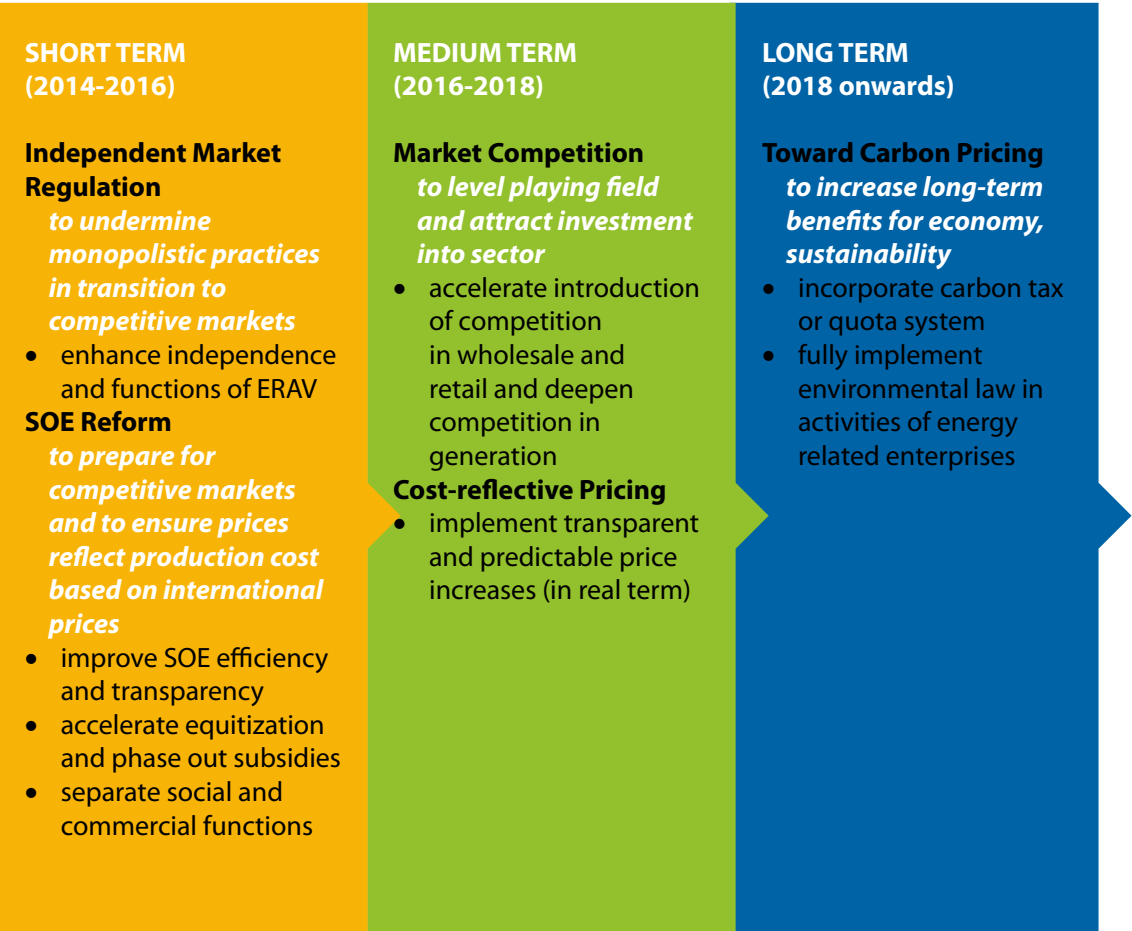 SHORT TERM
(2014-2016)
Independent Market
Regulation
to undermine
monopolistic practices
in transition to
competitive markets
• enhance independence
and functions of ERAV
SOE Reform
to prepare for
competitive markets
and to ensure prices
reflect production cost
based on international
prices
• improve SOE efficiency
and transparency
• accelerate equitization
and phase out subsidies
• separate social and
commercial functions
MEDIUM TERM
(2016-2018)
Market Competition
to level playing field
and attract investment
into sector
• accelerate introduction
of competition
in wholesale and
retail and deepen
competition in
generation
Cost-reflective Pricing
• implement transparent
and predictable price
increases (in real term)
LONG TERM
(2018 onwards)
Toward Carbon Pricing
to increase long-term
benefits for economy,
sustainability
• incorporate carbon tax
or quota system
• fully implement
environmental law in
activities of energy
related enterprises